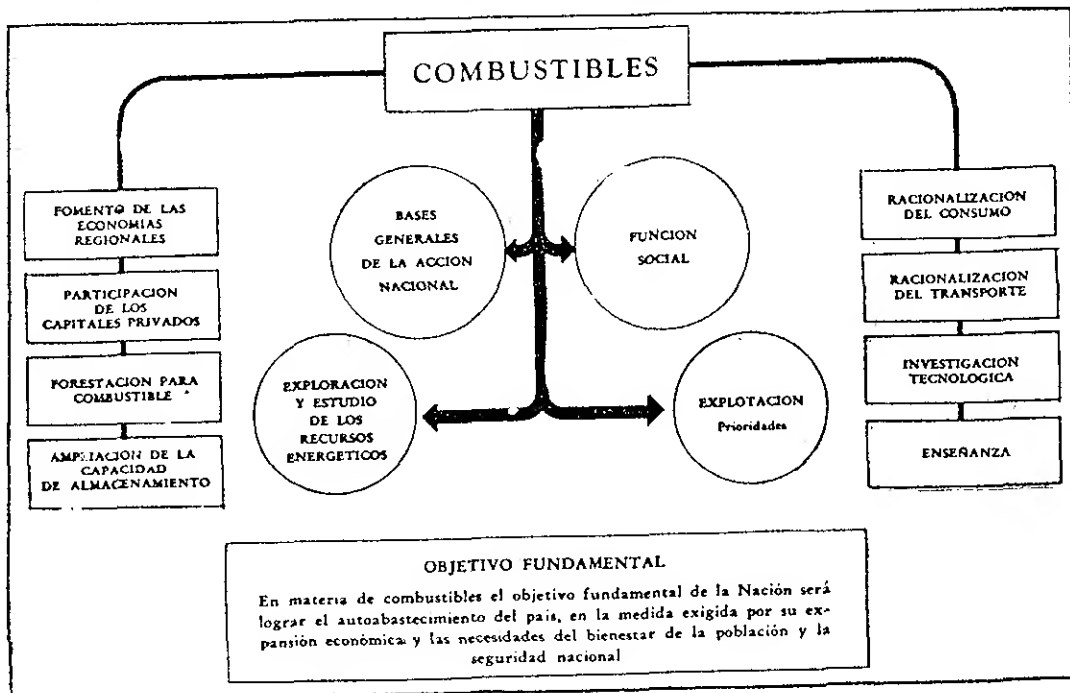 COMBUSTIBLES
FOMENTO DE LAS
ECONOMIAS
REGIONALES
PARTICIPACION
DE LOS
CAPITALES PRIVADOS
FORESTACION PARA
COMBUSTIBLE
AMPLIACION DE LA
CAPACIDAD
DE ALMACENAMIENTO
BASES
GENERALES
DE LA ACCION
NACIONAL
FUNCION
SOCIAL
EXPLORACION
Y ESTUDIO
DE LOS
RECURSOS
ENERGETICOS
EXPLOTACION
Prioridades
RACIONALIZACION
DEL CONSUMO
RACIONALIZACION
DEL TRANSPORTE
INVESTIGACION
TECNOLOGICA
ENSEÑANZA
OBJETIVO FUNDAMENTAL
En materia de combustibles el objetivo fundamental de la Nación será
lograr el autoabastecimiento del país, en la medida exigida por su ex-
pansión económica y las necesidades del bienestar de la población y la
seguridad nacional